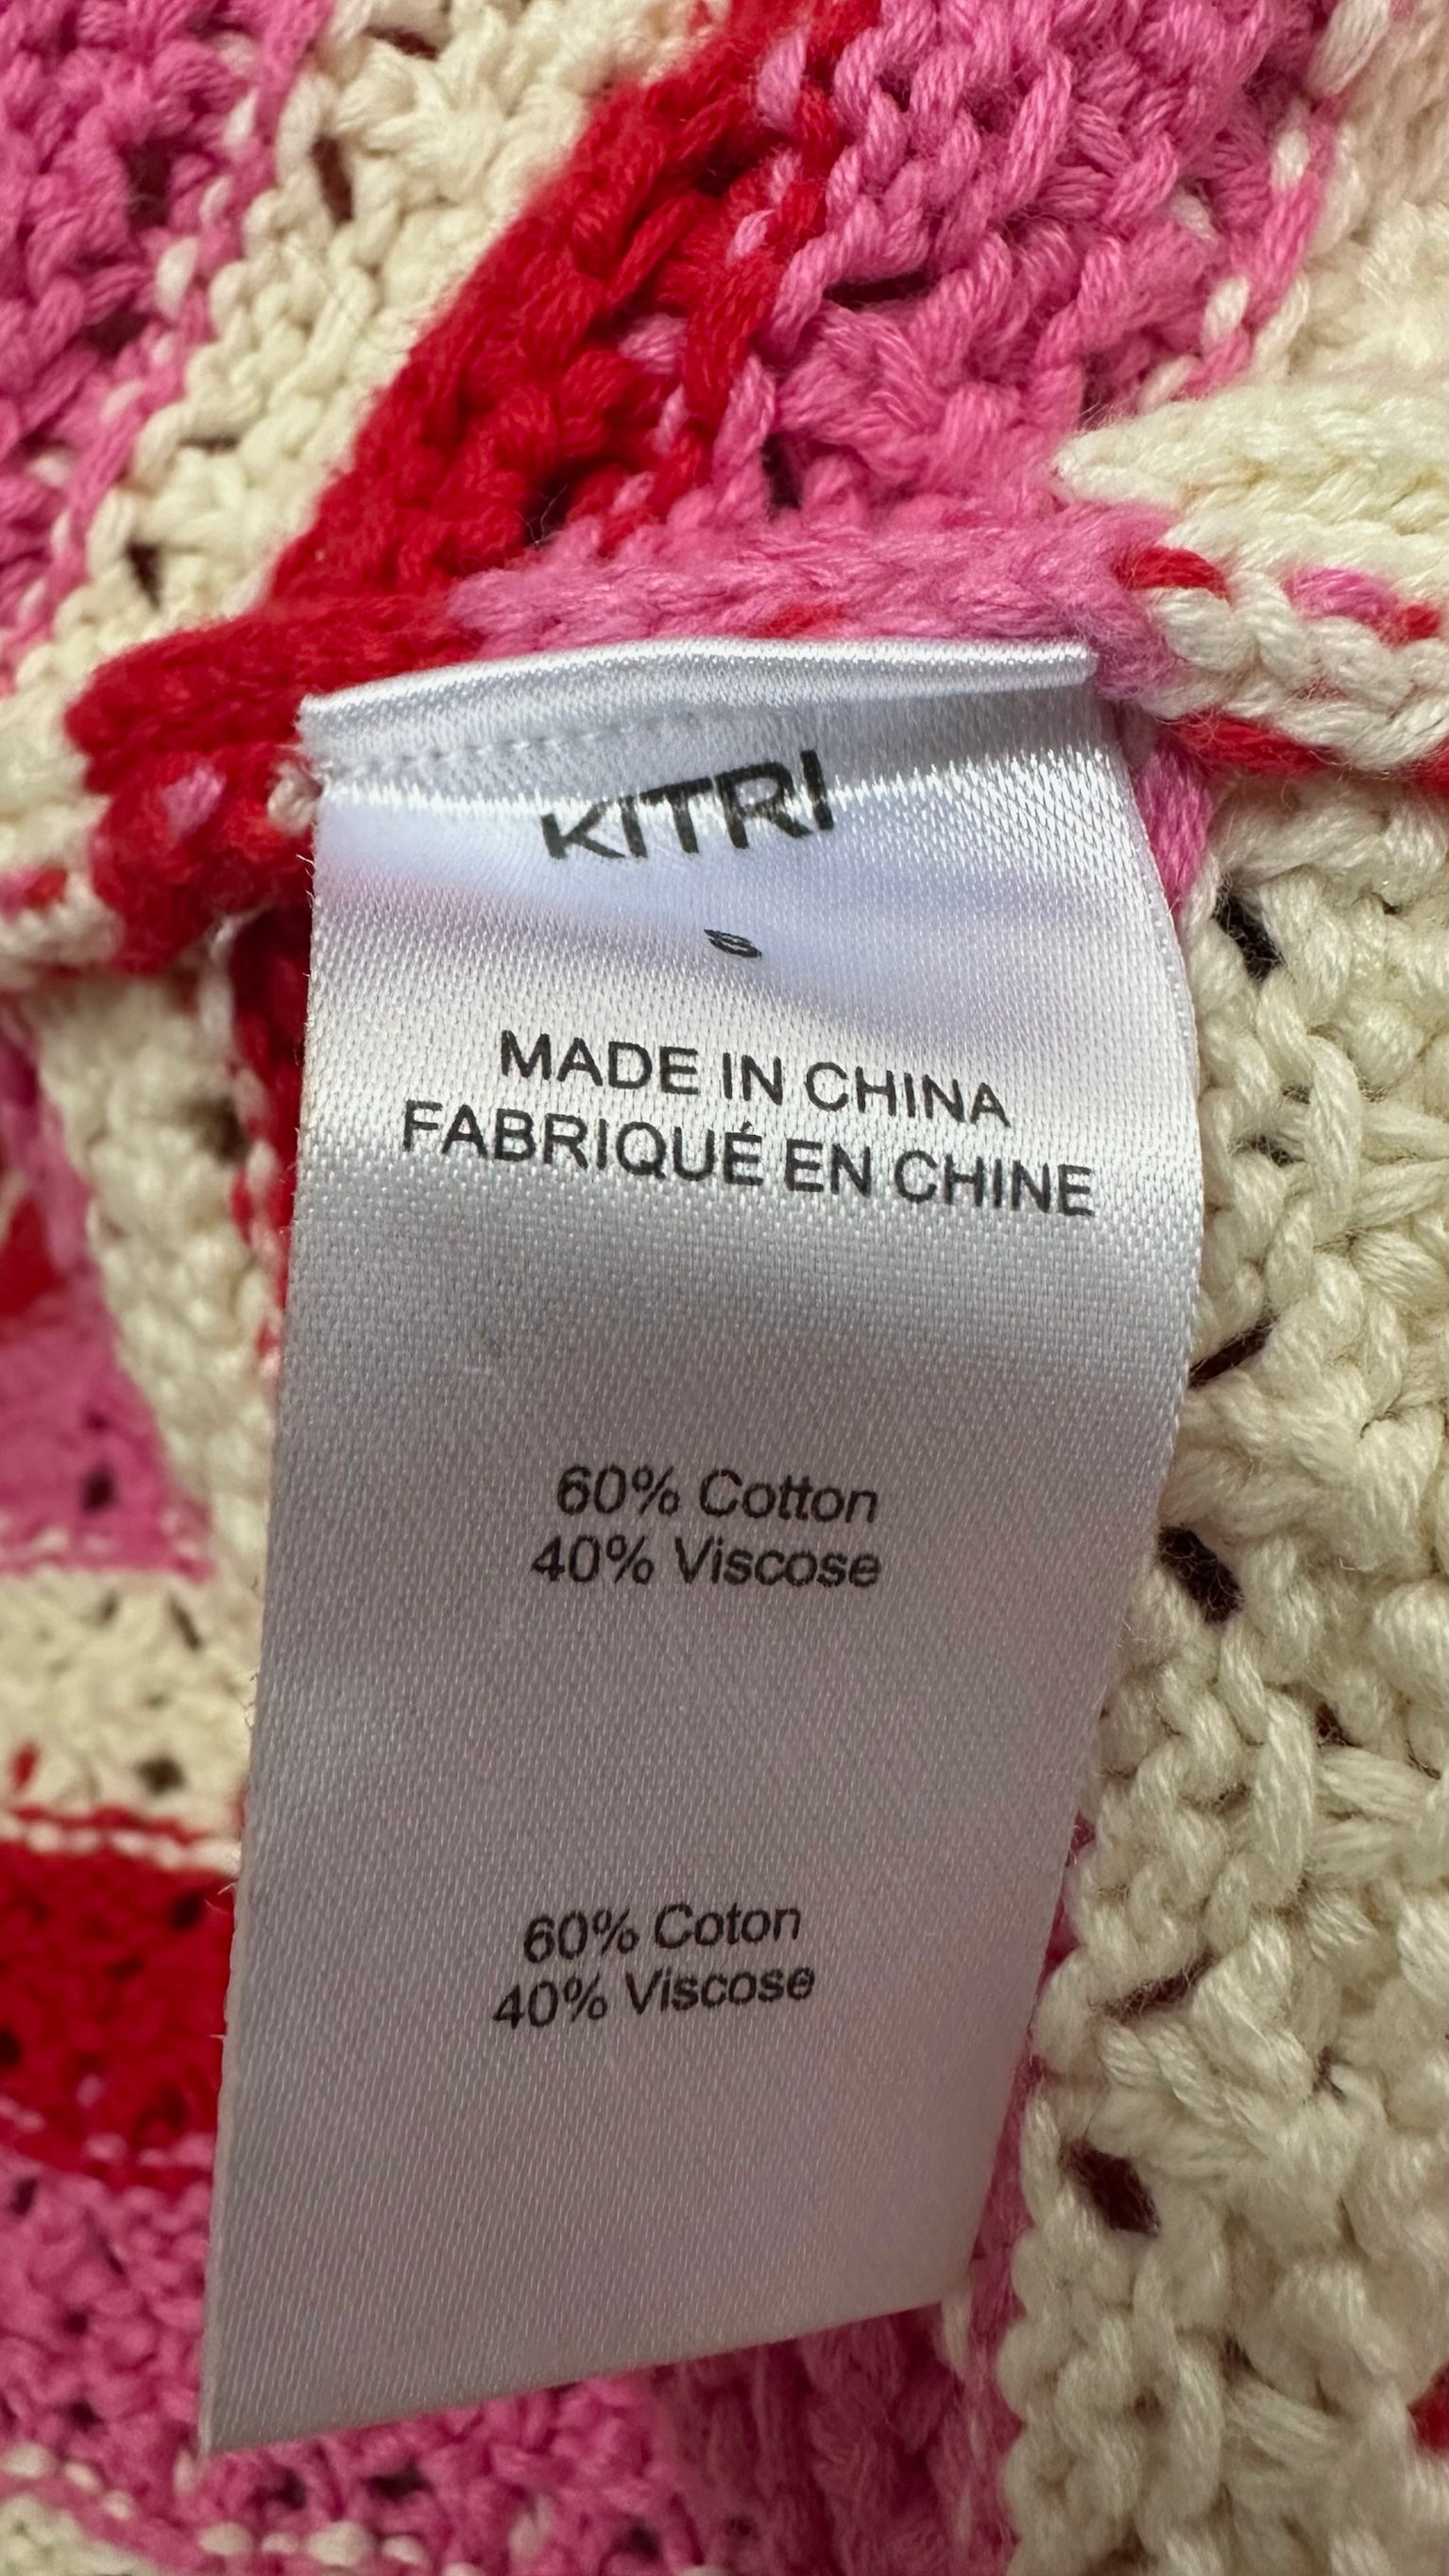 KITRI
MADE IN CHINA
FABRIQUÉ EN CHINE
60% Cotton
40% Viscose
60% Coton
40% Viscose